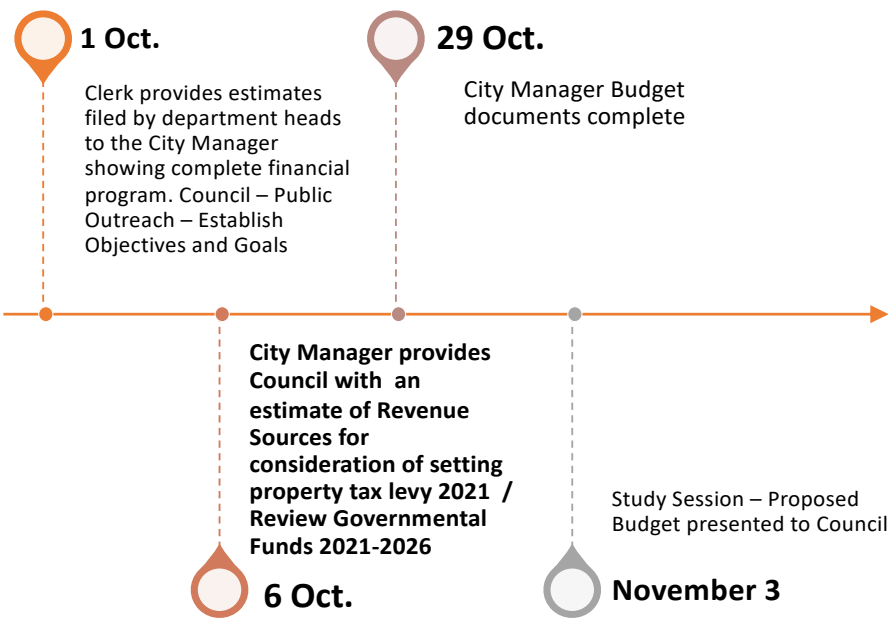 1 Oct.
Clerk provides estimates
filed by department heads
to the City Manager
showing complete financial
program. Council – Public
Outreach – Establish
Objectives and Goals
29 Oct.
City Manager Budget
documents complete
City Manager provides
Council with an
estimate of Revenue
Sources for
consideration of setting
property tax levy 2021 /
Review Governmental
Funds 2021-2026
6 Oct.
Study Session – Proposed
Budget presented to Council
November 3